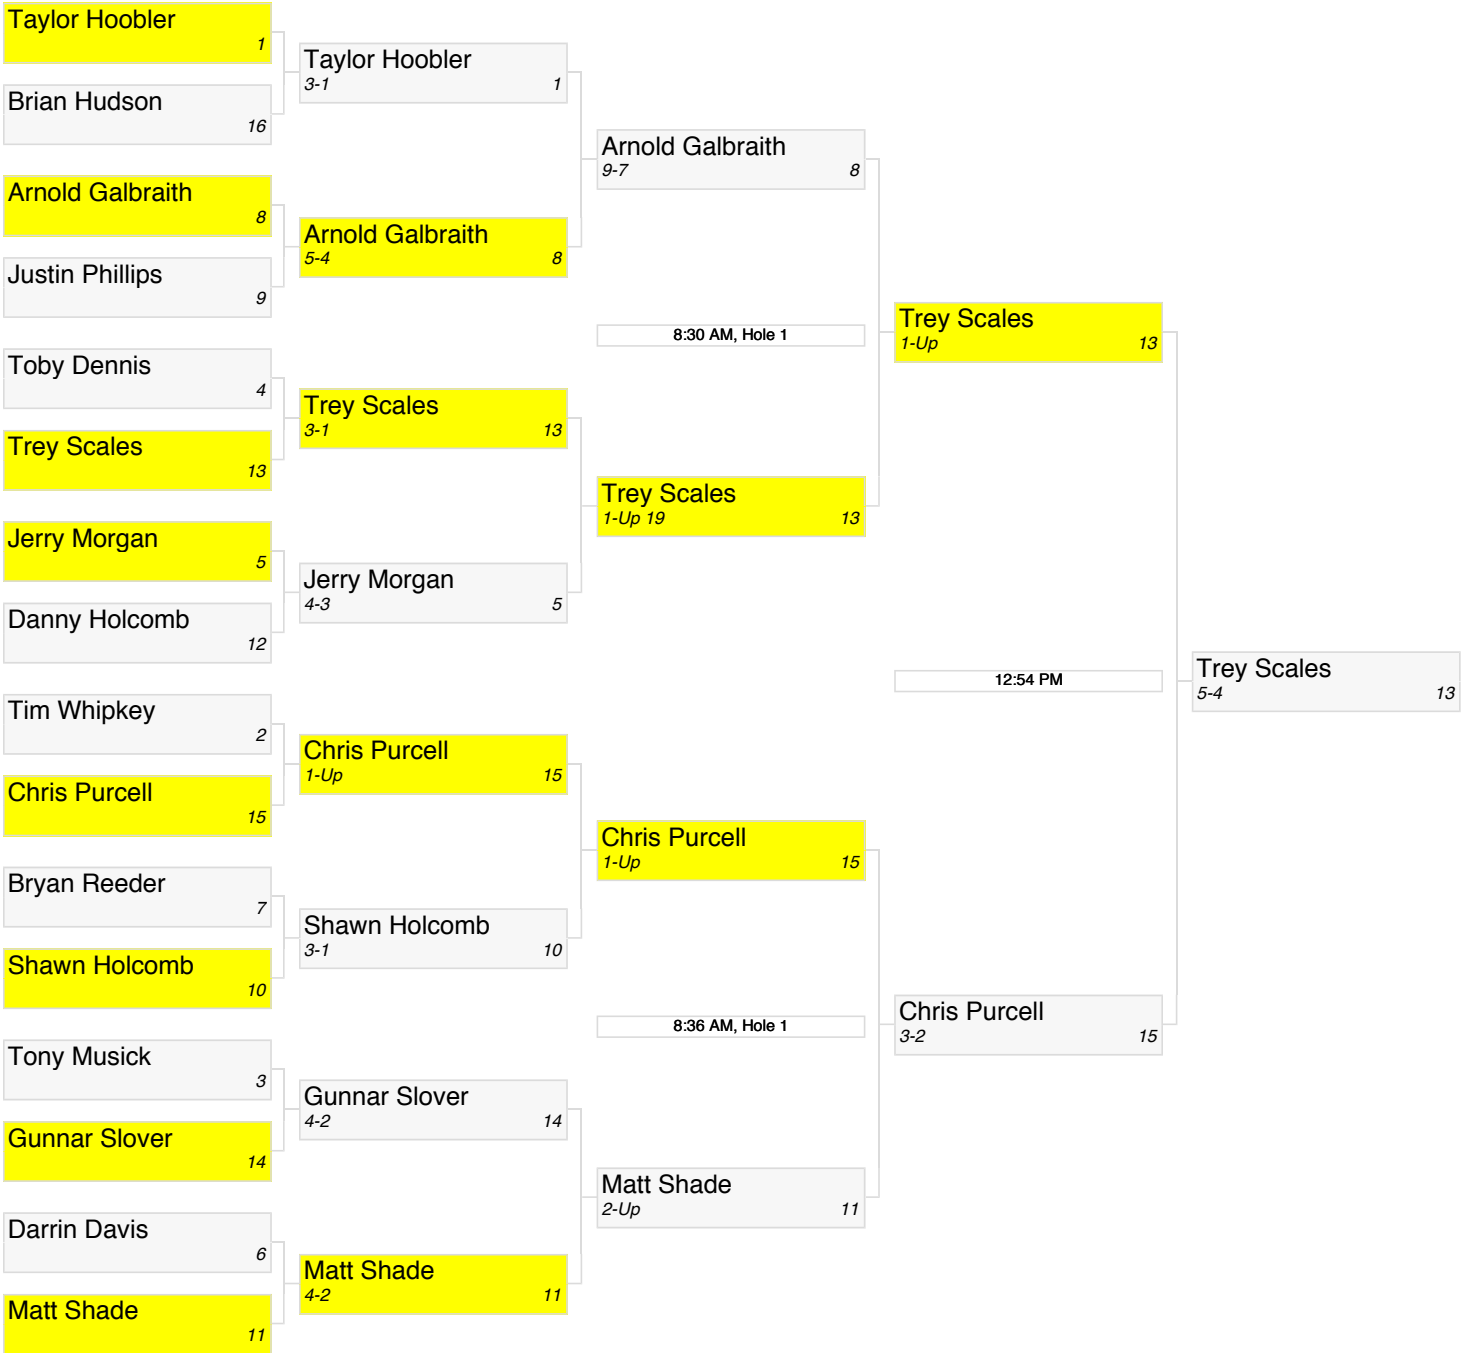 Taylor Hoobler
1
Brian Hudson
16
Arnold Galbraith
8
Justin Phillips
9
Toby Dennis
4
Trey Scales
13
Jerry Morgan
5
Danny Holcomb
12
Tim Whipkey
2
Chris Purcell
15
Bryan Reeder
7
Shawn Holcomb
10
Tony Musick
3
Gunnar Slover
14
Darrin Davis
6
Matt Shade
11
Taylor Hoobler
3-1 1
Arnold Galbraith
5-4 8
Trey Scales
3-1 13
Jerry Morgan
4-3 5
Chris Purcell
1-Up 15
Shawn Holcomb
3-1 10
Gunnar Slover
4-2 14
Matt Shade
4-2 11
Arnold Galbraith
9-7 8
8:30 AM, Hole 1
Trey Scales
1-Up 19 13
Chris Purcell
1-Up 15
8:36 AM, Hole 1
Matt Shade
2-Up 11
Trey Scales
1-Up 13
12:54 PM
Chris Purcell
3-2 15
Trey Scales
5-4 13